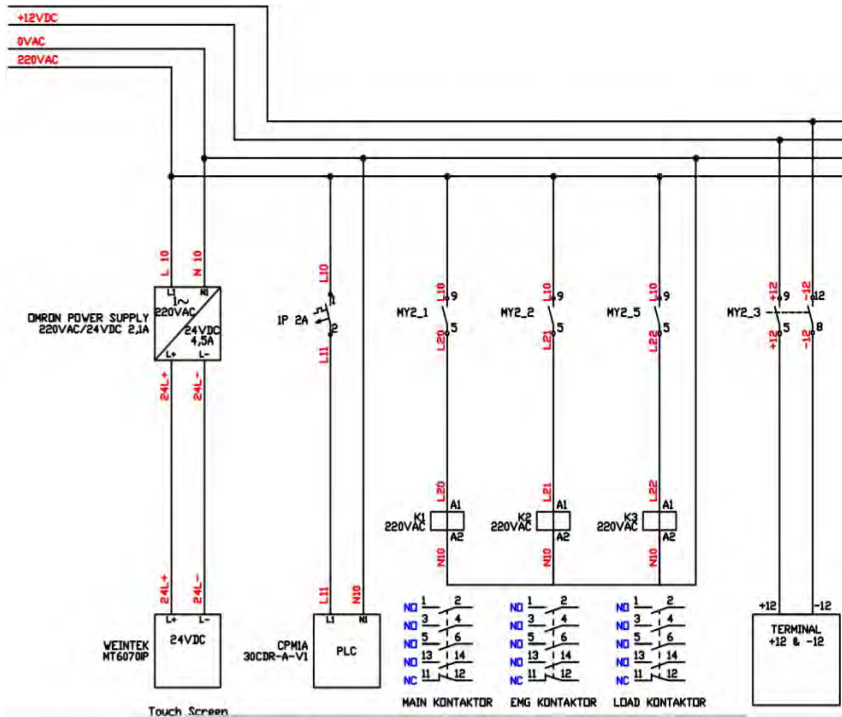 +12VDC
0VAC
220VAC
L 10
N 10
L1
N1
1~
220VAC
OMRON POWER SUPPLY
220VAC/24VDC 2,1A
24VDC
4,5A
L+
L-
24L+
24L-
24L+
24L-
L+
L-
WEINTEK
MT6070IP
24VDC
Touch Screen
L10
1P 2A
2
L11
L11
N10
L1
N1
CPM1A
30CDR-A-V1
PLC
L10
9
MY2_1
5
L20
L20
A1
K1
220VAC
A2
N10
L10
9
MY2_2
5
L21
L21
A1
K2
220VAC
A2
N10
L10
9
MY2_5
5
L22
L22
A1
K3
220VAC
A2
N10
NO 1 2
NO 3 4
NO 5 6
NO 13 14
NC 11 12
MAIN KONTAKTOR
NO 1 2
NO 3 4
NO 5 6
NO 13 14
NC 11 12
EMG KONTAKTOR
NO 1 2
NO 3 4
NO 5 6
NO 13 14
NC 11 12
LOAD KONTAKTOR
+12
9
-12
12
MY2_3
5
8
+12
-12
+12
-12
TERMINAL
+12 & -12